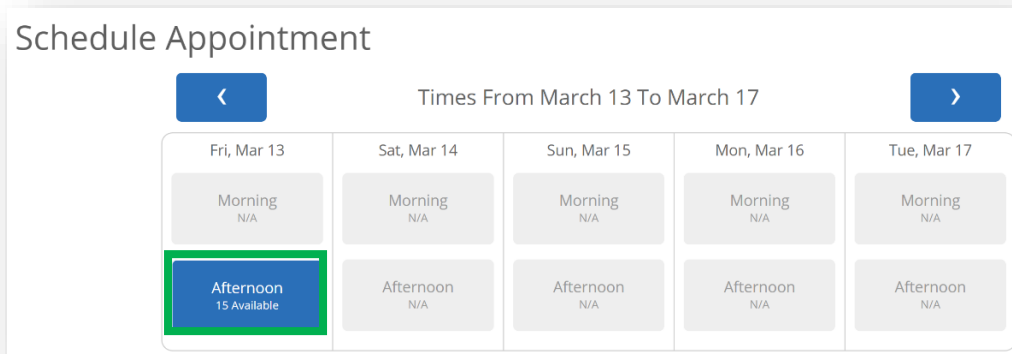 Schedule Appointment
‹ Times From March 13 To March 17 ›
Fri, Mar 13 Sat, Mar 14 Sun, Mar 15 Mon, Mar 16 Tue, Mar 17
Morning Morning Morning Morning Morning
N/A N/A N/A N/A N/A
Afternoon Afternoon Afternoon Afternoon Afternoon
15 Available N/A N/A N/A N/A